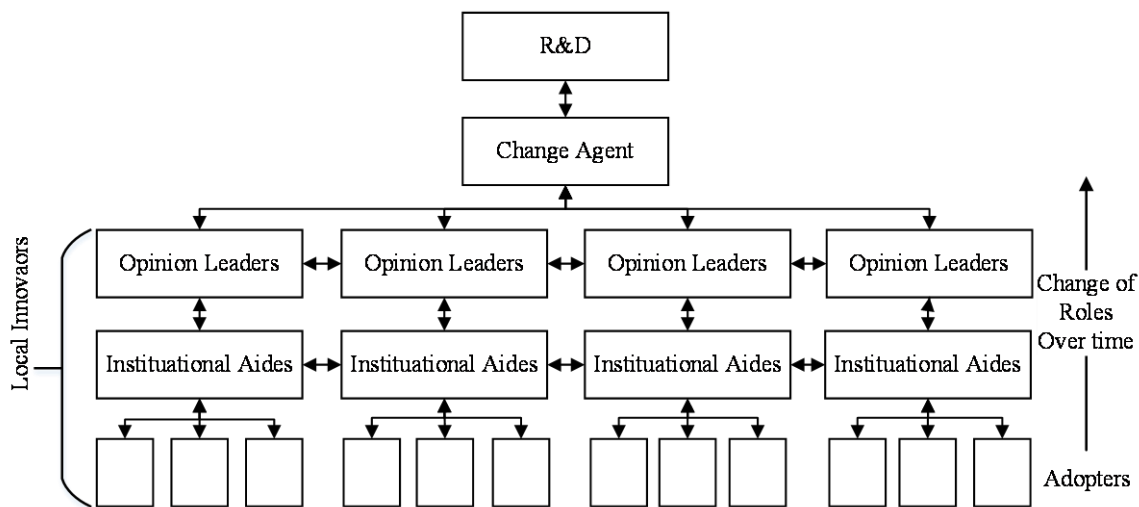 R&D
Change Agent
Opinion Leaders
Opinion Leaders
Opinion Leaders
Opinion Leaders
Local Innovaors
Change of
Roles
Over time
Instituational Aides
Instituational Aides
Instituational Aides
Instituational Aides
Adopters